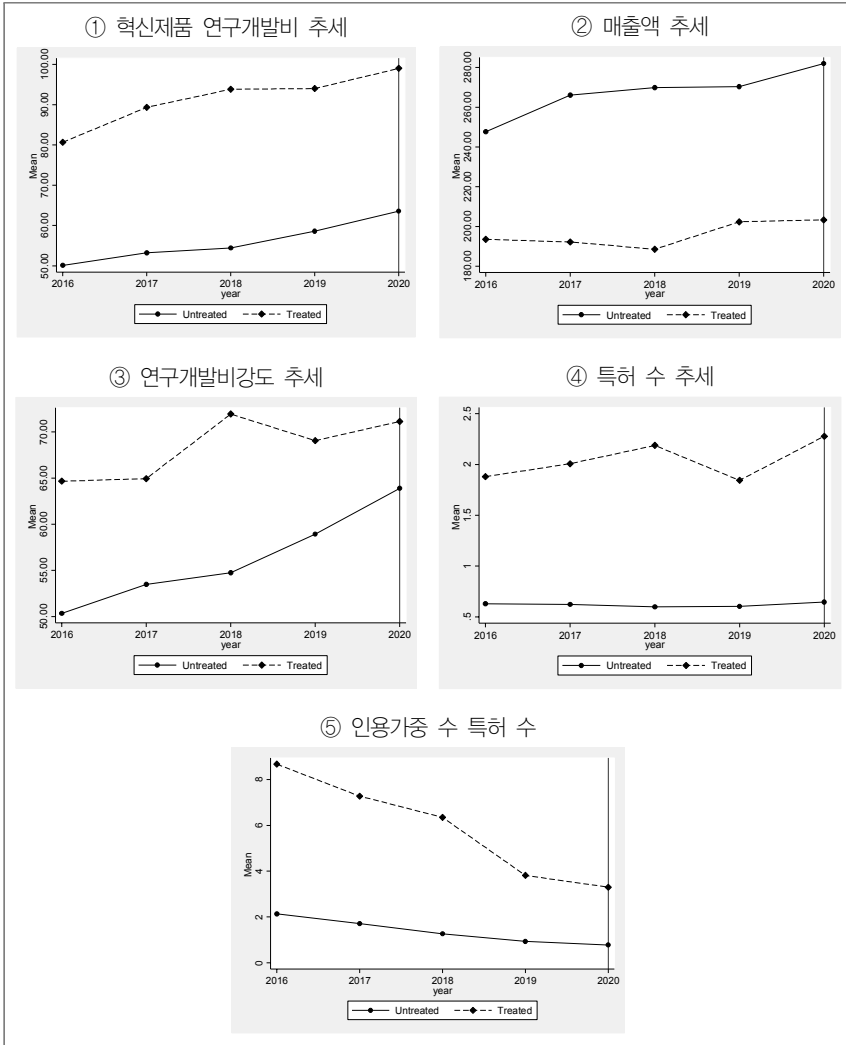 ① 혁신제품 연구개발비 추세
Mean
100.00
90.00
80.00
70.00
60.00
50.00
2016 2017 2018 2019 2020
year
Untreated Treated
② 매출액 추세
Mean
280.00
260.00
240.00
220.00
200.00
180.00
2016 2017 2018 2019 2020
year
Untreated Treated
③ 연구개발비강도 추세
Mean
70.00
65.00
60.00
55.00
50.00
2016 2017 2018 2019 2020
year
Untreated Treated
④ 특허 수 추세
Mean
2.5
2
1.5
1
.5
2016 2017 2018 2019 2020
year
Untreated Treated
⑤ 인용가중 수 특허 수
Mean
8
6
4
2
0
2016 2017 2018 2019 2020
year
Untreated Treated